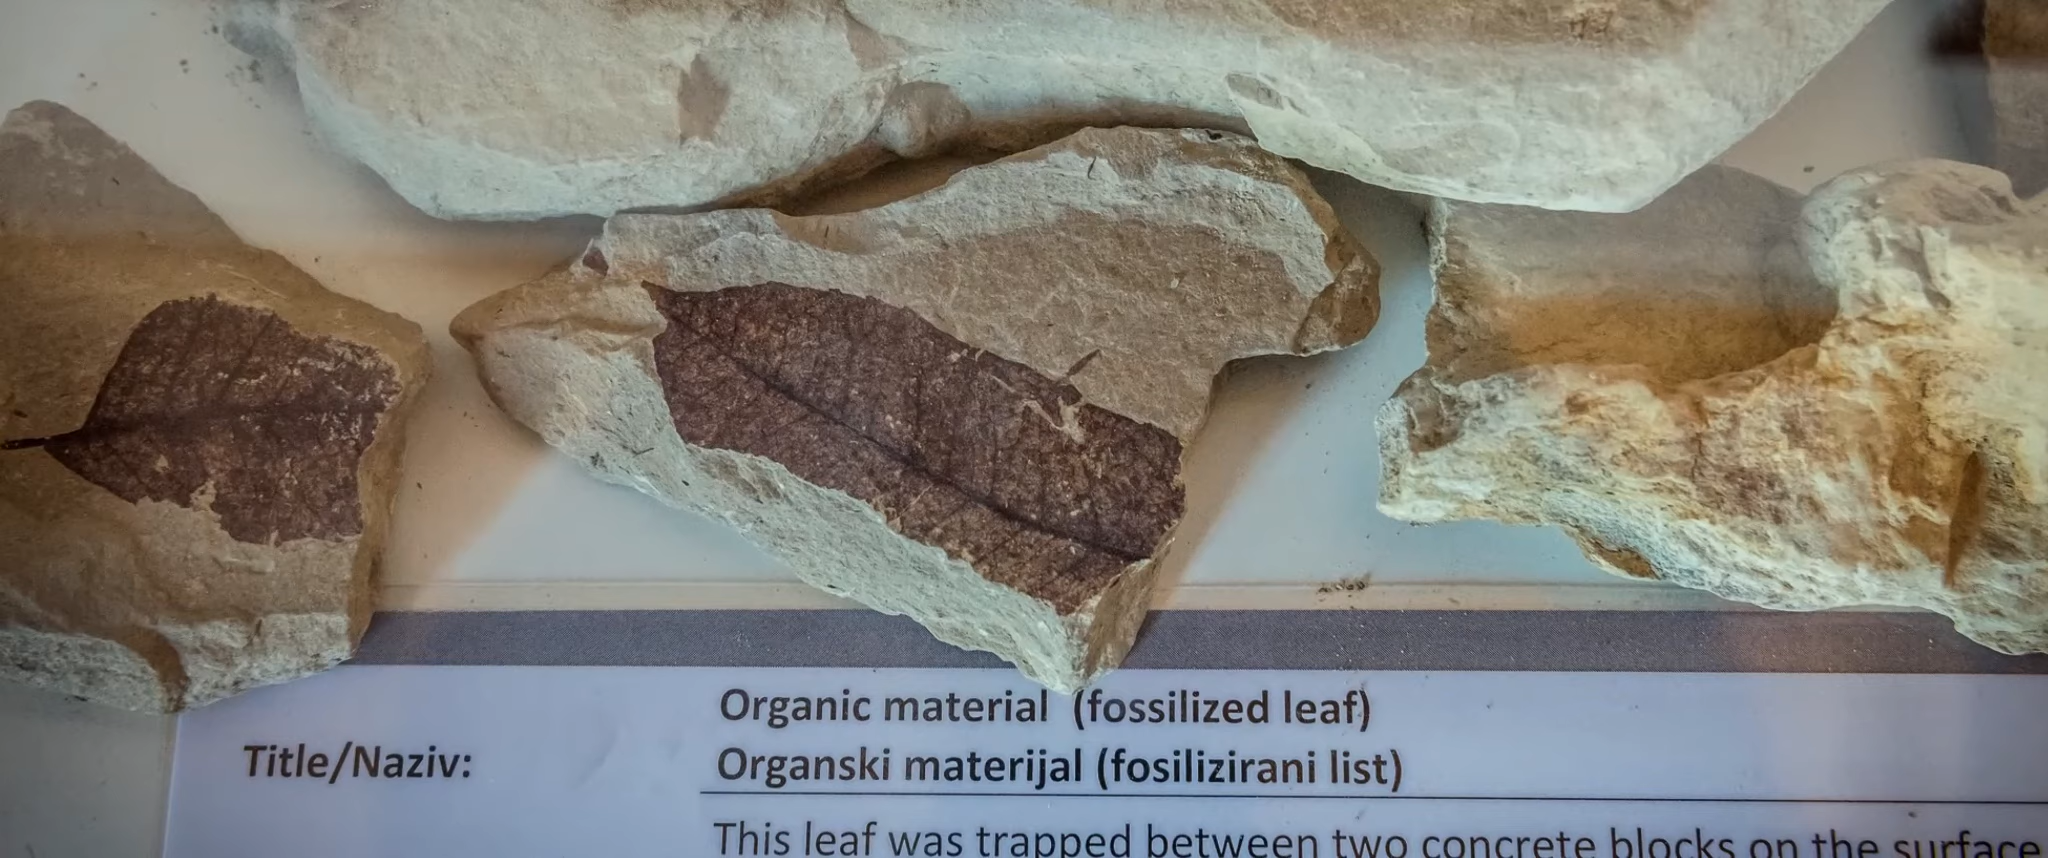 Organic material (fossilized leaf)
Title/Naziv:
Organski materijal (fosilizirani list)
This leaf was trapped between two concrete blocks on the surface